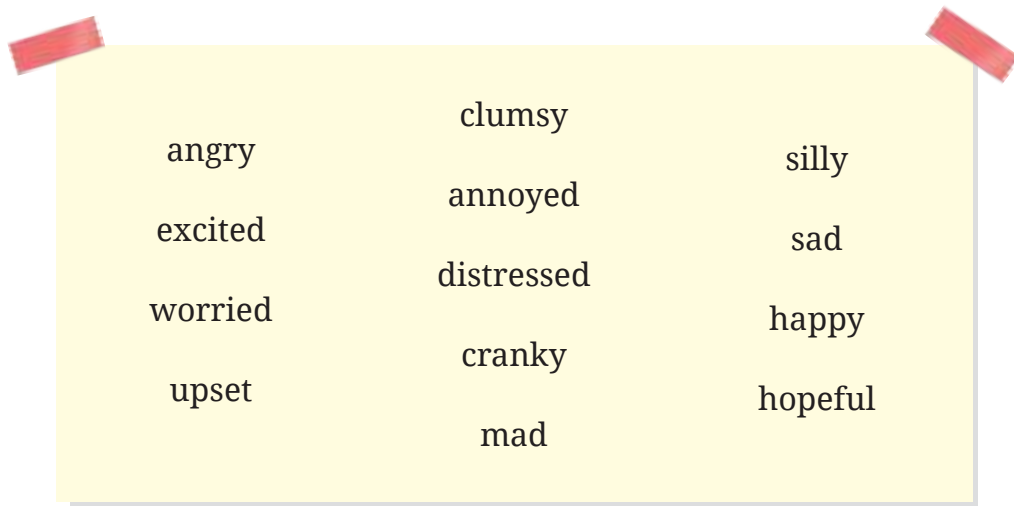 angry
excited
worried
upset
clumsy
annoyed
distressed
cranky
mad
silly
sad
happy
hopeful